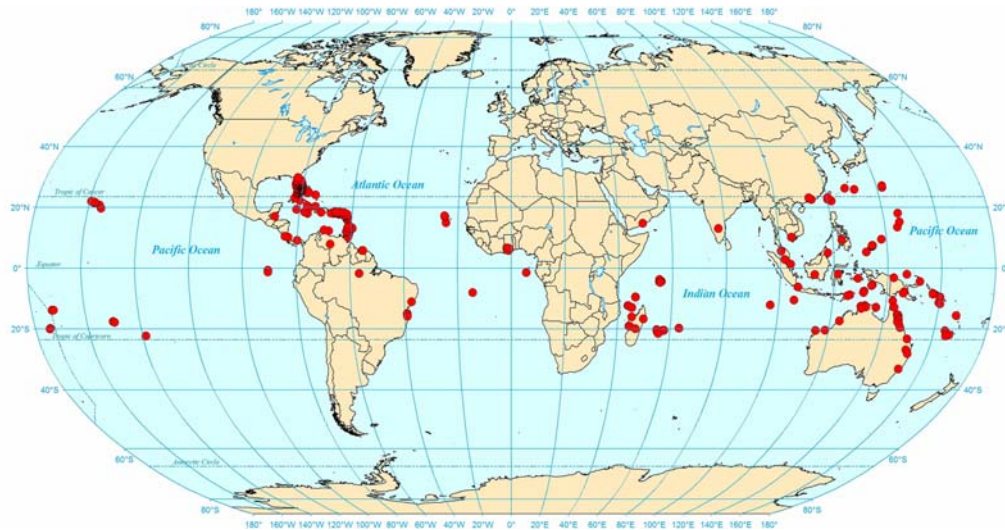 180° 160°W 140°W 120°W 100°W 80°W 60°W 40°W 20°W 0° 20°E 40°E 60°E 80°E 100°E 120°E 140°E 160°E 180°
80°N 80°N
60°N Circle 60°N
40°N 40°N
Atlantic Ocean
Tropic of Cancer
20°N 20°N
Pacific Ocean Pacific Ocean
Equator
0° 0°
Indian Ocean
20°S 20°S
Tropic of Capricorn
40°S 40°S
60°S Antarctic Circle 60°S
80°S 80°S
180° 160°W 140°W 120°W 100°W 80°W 60°W 40°W 20°W 0° 20°E 40°E 60°E 80°E 100°E 120°E 140°E 160°E 180°